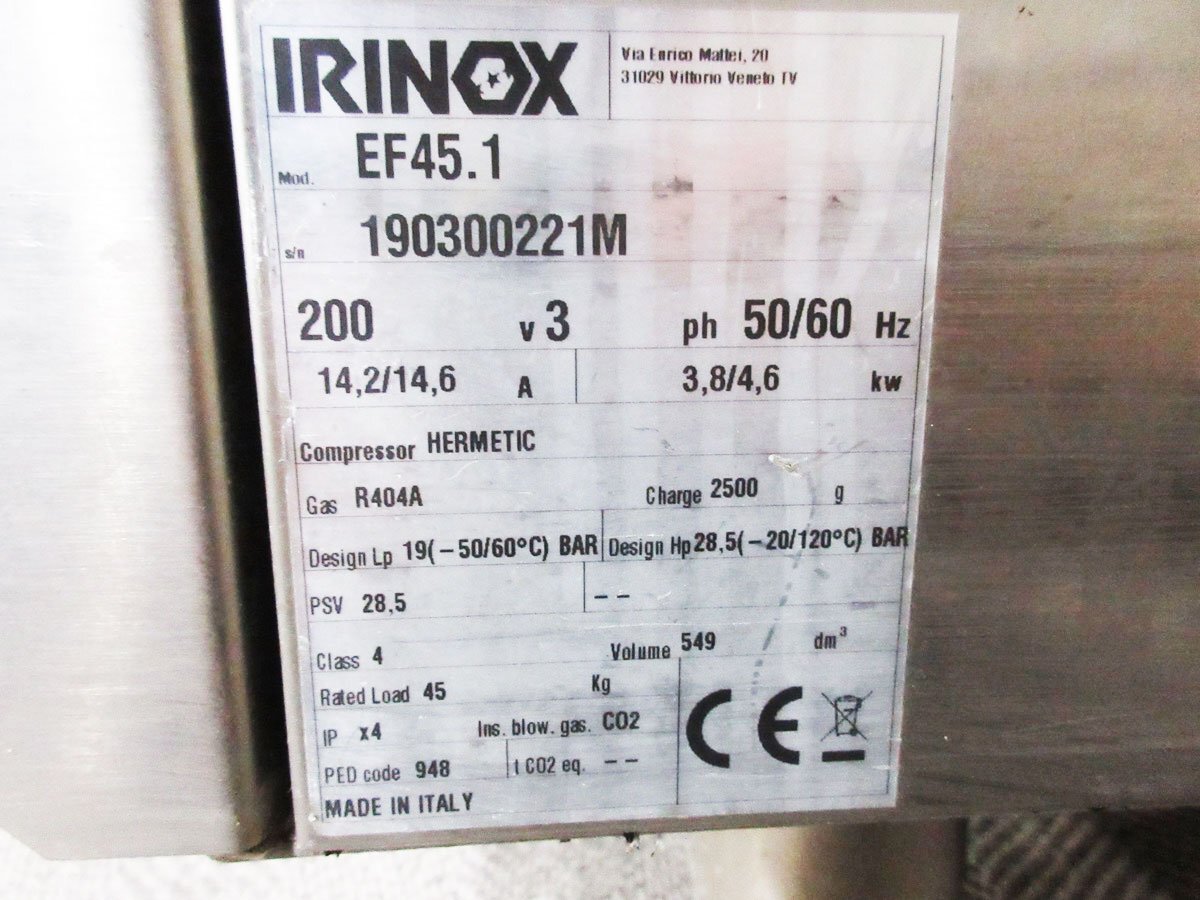 IRINOX
Via Enrico Mattei, 20
31029 Vittorio Veneto TV
Mod. EF45.1
s/n 190300221M
200 v 3 ph 50/60 Hz
14,2/14,6 A 3,8/4,6 kw
Compressor HERMETIC
Gas R404A Charge 2500 g
Design Lp 19(-50/60°C) BAR Design Hp 28,5(-20/120°C) BAR
PSV 28,5 --
Class 4 Volume 549 dm³
Rated Load 45 Kg
IP x4 Ins. blow. gas. CO2
PED code 948 t CO2 eq. --
MADE IN ITALY
CE